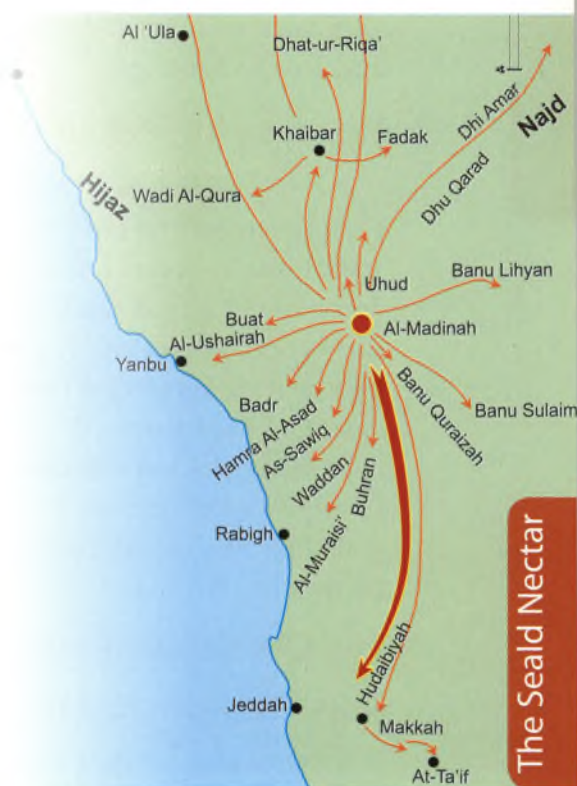 Al 'Ula
Dhat-ur-Riqa'
Khaibar
Fadak
Dhi Amar
Najd
Dhu Qarad
Wadi Al-Qura
Hijaz
Uhud
Banu Lihyan
Buat
Al-Madinah
Al-Ushairah
Yanbu
Banu Quraizah
Badr
Banu Sulaim
Hamra Al-Asad
As-Sawiq
Waddan
Buhran
Al-Muraisi'
Rabigh
Hudaibiyah
Jeddah
Makkah
At-Ta'if
The Seald Nectar